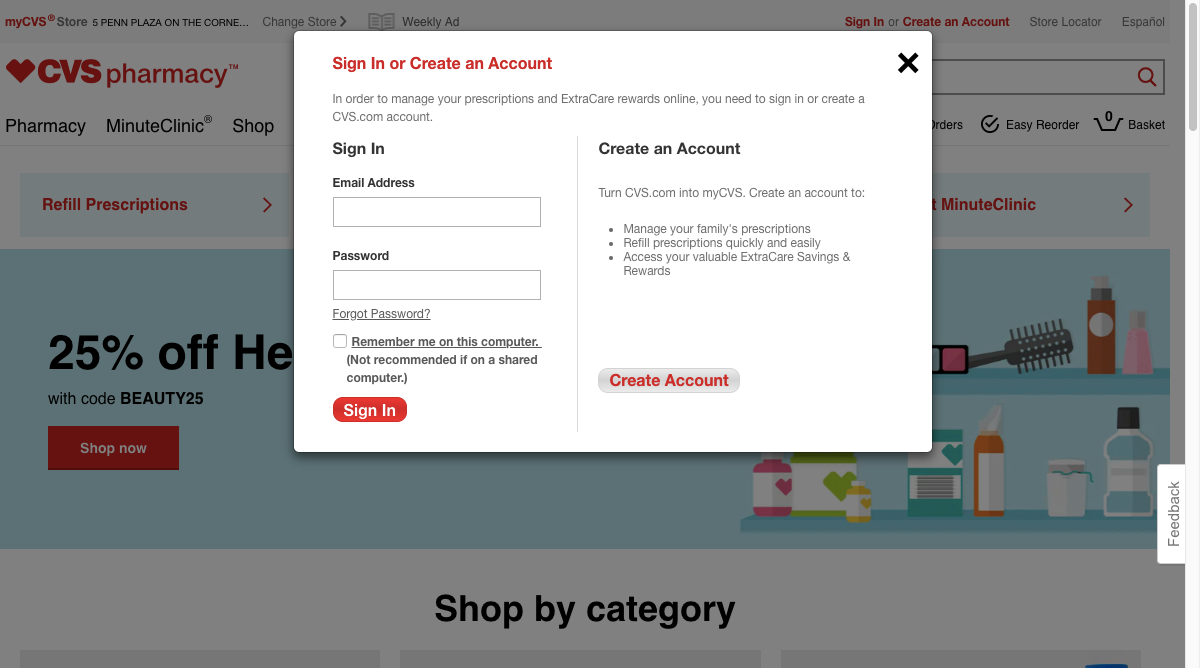 myCVS® Store 5 PENN PLAZA ON THE CORNE... Change Store Weekly Ad Sign In or Create an Account Store Locator Español
CVS pharmacy™
Pharmacy MinuteClinic® Shop Easy Reorder 0 Basket
Refill Prescriptions MinuteClinic
Sign In or Create an Account
In order to manage your prescriptions and ExtraCare rewards online, you need to sign in or create a
CVS.com account.
Sign In
Email Address
Password
Forgot Password?
Remember me on this computer.
(Not recommended if on a shared
computer.)
Sign In
Create an Account
Turn CVS.com into myCVS. Create an account to:
• Manage your family's prescriptions
• Refill prescriptions quickly and easily
• Access your valuable ExtraCare Savings &
Rewards
Create Account
25% off He
with code BEAUTY25
Shop now
Feedback
Shop by category